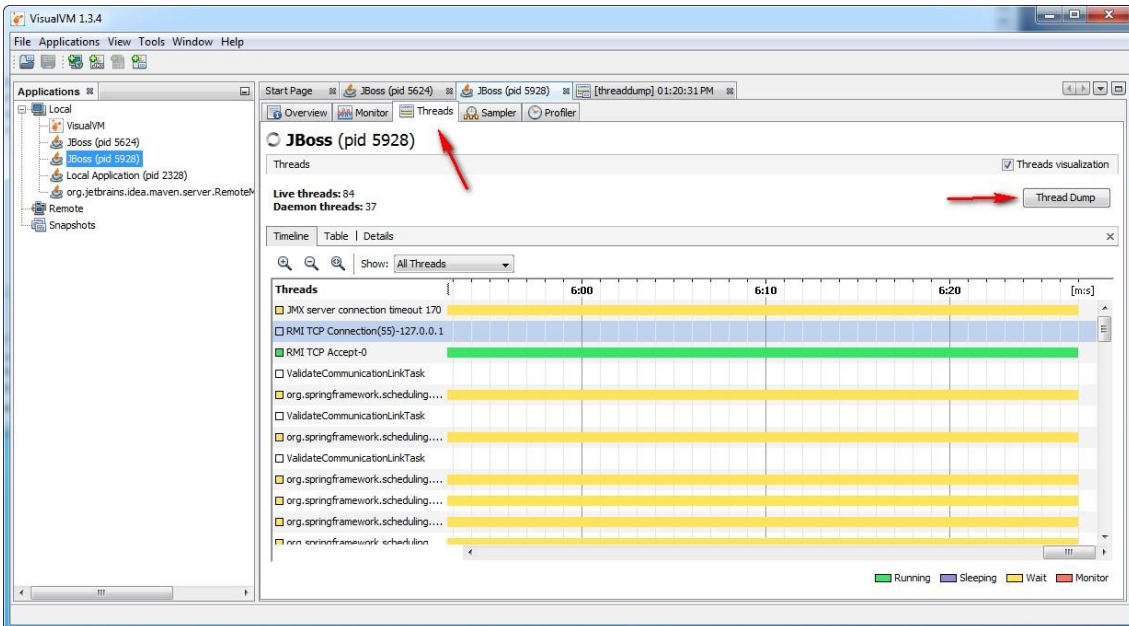 VisualVM 1.3.4
File Applications View Tools Window Help
Applications
Local
VisualVM
JBoss (pid 5624)
JBoss (pid 5928)
Local Application (pid 2328)
org.jetbrains.idea.maven.server.RemoteM
Remote
Snapshots
Start Page JBoss (pid 5624) JBoss (pid 5928) [threaddump] 01:20:31 PM
Overview Monitor Threads Sampler Profiler
JBoss (pid 5928)
Threads Threads visualization
Live threads: 84
Daemon threads: 37
Thread Dump
Timeline Table Details
Show: All Threads
Threads 6:00 6:10 6:20 [m:s]
JMX server connection timeout 170
RMI TCP Connection(55)-127.0.0.1
RMI TCP Accept-0
ValidateCommunicationLinkTask
org.springframework.scheduling....
ValidateCommunicationLinkTask
org.springframework.scheduling....
ValidateCommunicationLinkTask
org.springframework.scheduling....
org.springframework.scheduling....
org.springframework.scheduling....
org.springframework.scheduling
Running Sleeping Wait Monitor